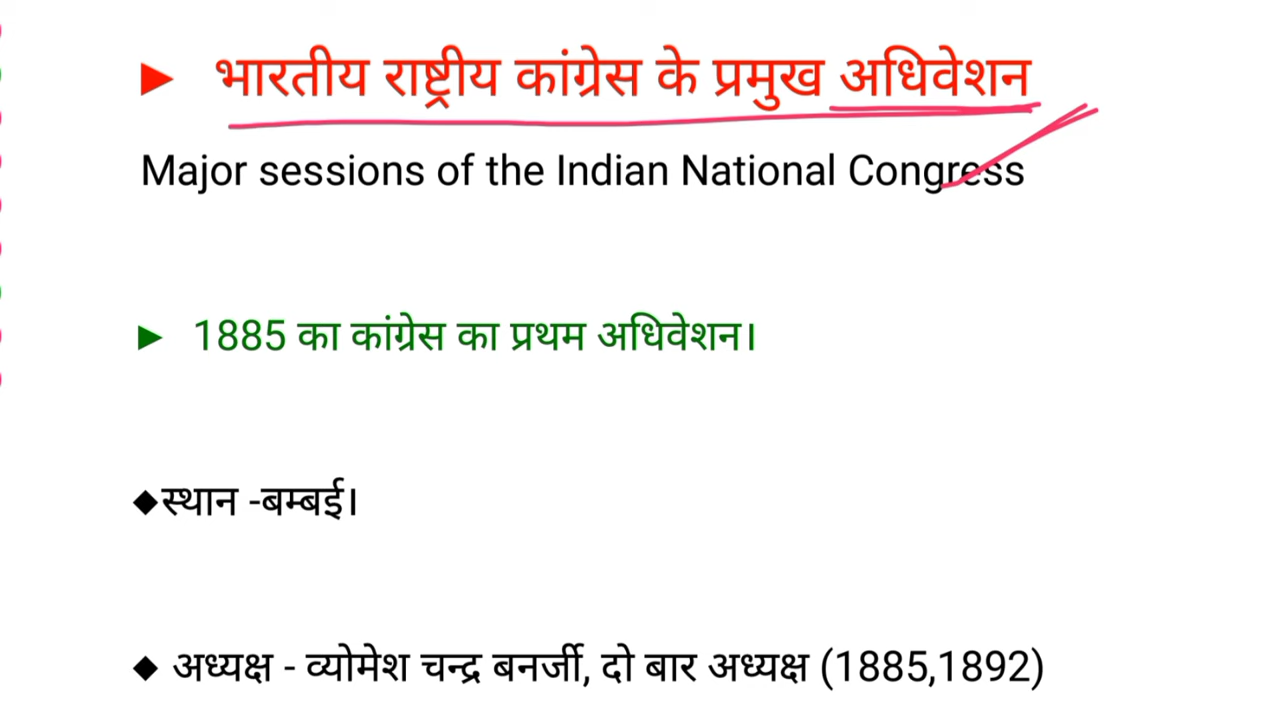 ► भारतीय राष्ट्रीय कांग्रेस के प्रमुख अधिवेशन
Major sessions of the Indian National Congress
► 1885 का कांग्रेस का प्रथम अधिवेशन।
◆स्थान -बम्बई।
◆ अध्यक्ष - व्योमेश चन्द्र बनर्जी, दो बार अध्यक्ष (1885,1892)